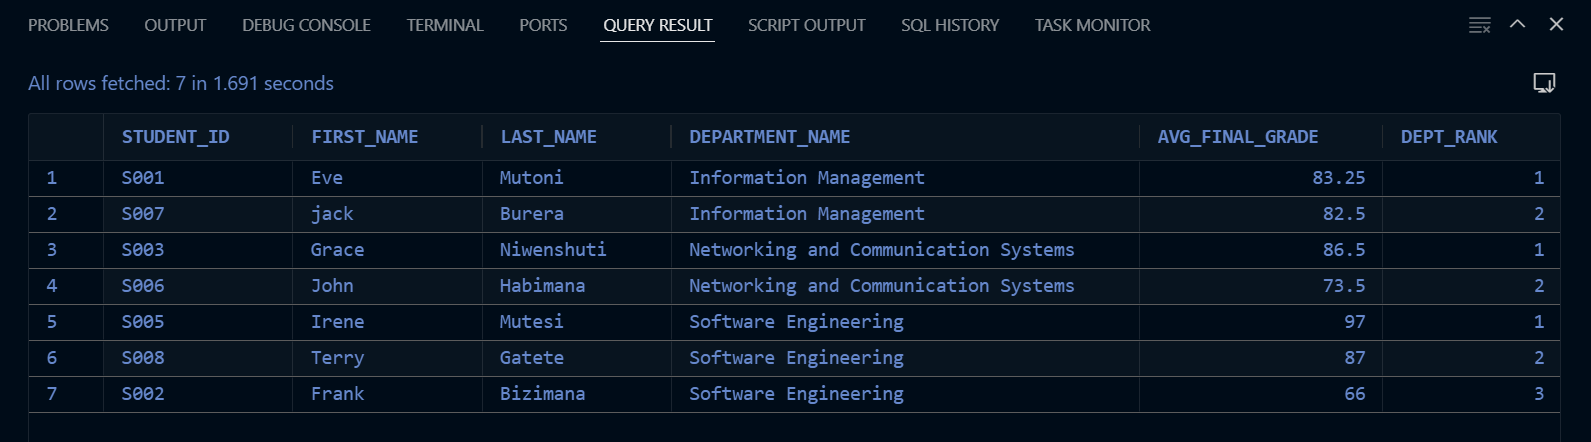 PROBLEMS OUTPUT DEBUG CONSOLE TERMINAL PORTS QUERY RESULT SCRIPT OUTPUT SQL HISTORY TASK MONITOR
All rows fetched: 7 in 1.691 seconds
STUDENT_ID FIRST_NAME LAST_NAME DEPARTMENT_NAME AVG_FINAL_GRADE DEPT_RANK
1 S001 Eve Mutoni Information Management 83.25 1
2 S007 jack Burera Information Management 82.5 2
3 S003 Grace Niwenshuti Networking and Communication Systems 86.5 1
4 S006 John Habimana Networking and Communication Systems 73.5 2
5 S005 Irene Mutesi Software Engineering 97 1
6 S008 Terry Gatete Software Engineering 87 2
7 S002 Frank Bizimana Software Engineering 66 3